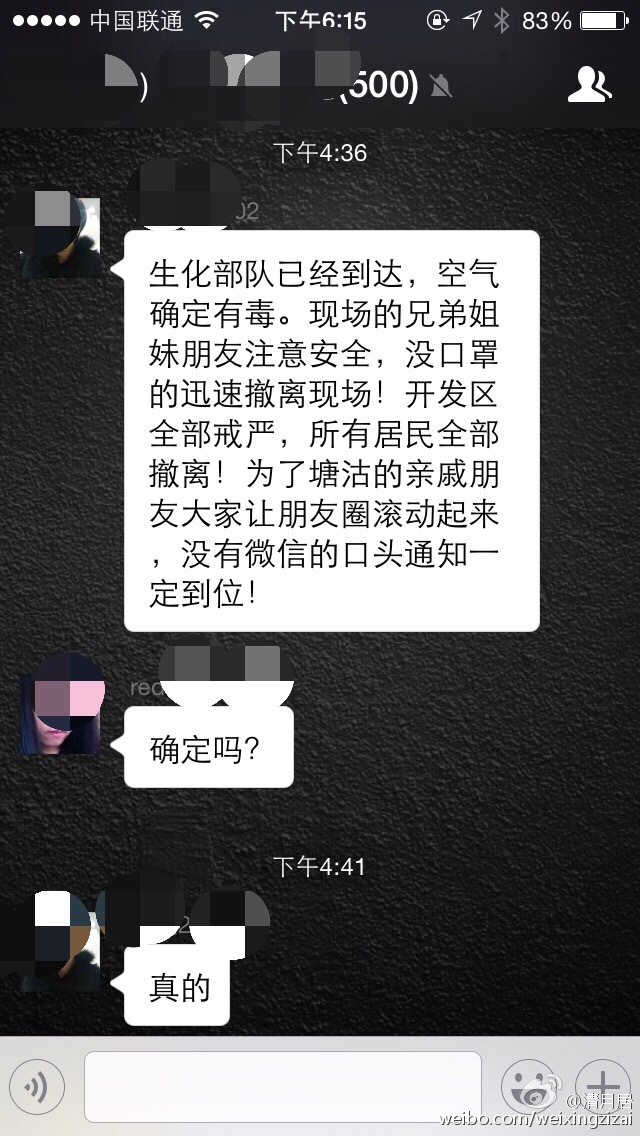 中国联通 下午6:15 83%
) (500)
下午4:36
02
生化部队已经到达，空气
确定有毒。现场的兄弟姐
妹朋友注意安全，没口罩
的迅速撤离现场！开发区
全部戒严，所有居民全部
撤离！为了塘沽的亲戚朋
友大家让朋友圈滚动起来
，没有微信的口头通知一
定到位！
red
确定吗？
下午4:41
2
真的
@清月居
weibo.com/weixingzizai